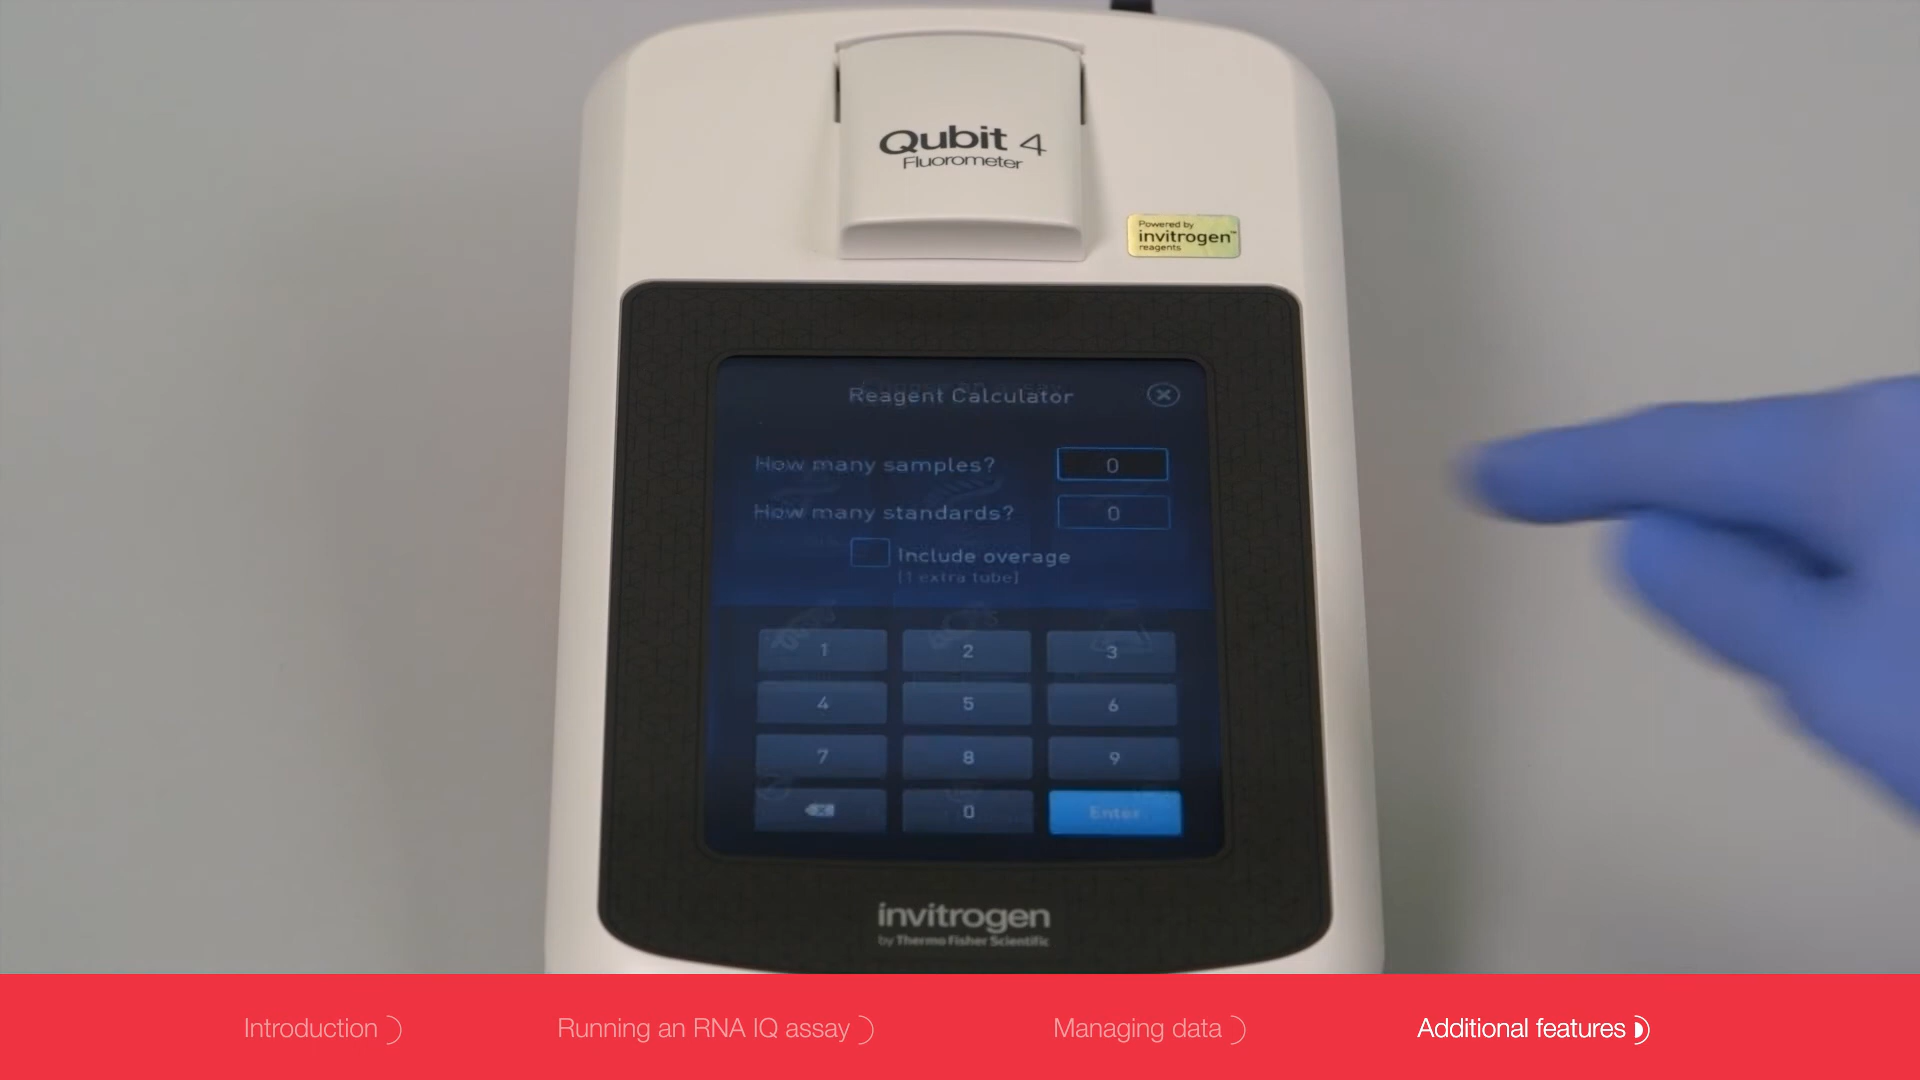 Qubit 4
Fluorometer
Powered by
invitrogen™
reagents
Reagent Calculator
How many samples? 0
How many standards? 0
Include overage
[1 extra tube]
1 2 3
4 5 6
7 8 9
0 Enter
invitrogen
by Thermo Fisher Scientific
Introduction
Running an RNA IQ assay
Managing data
Additional features